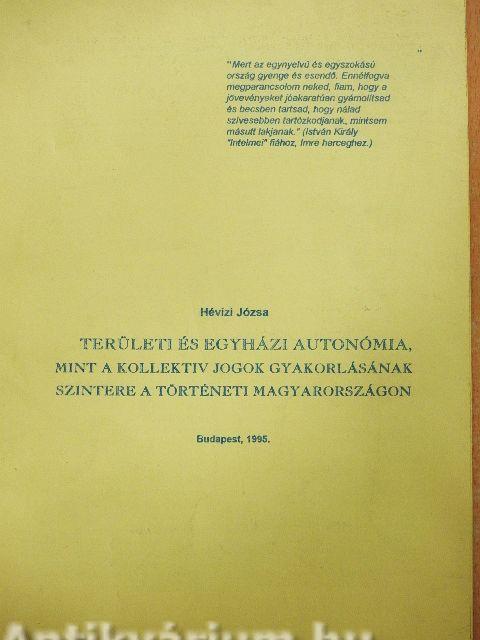 "Mert az egynyelvű és egyszokású
ország gyenge és esendő. Ennélfogva
megparancsolom neked, fiam, hogy a
jövevényeket jóakaratúan gyámolítsad
és becsben tartsad, hogy nálad
szívesebben tartózkodjanak, mintsem
másutt lakjanak." (István Király
"Intelmei" fiához, Imre herceghez.)
Hévizi Józsa
TERÜLETI ÉS EGYHÁZI AUTONÓMIA,
MINT A KOLLEKTIV JOGOK GYAKORLÁSÁNAK
SZINTERE A TÖRTÉNETI MAGYARORSZÁGON
Budapest, 1995.
Antikvárium.hu